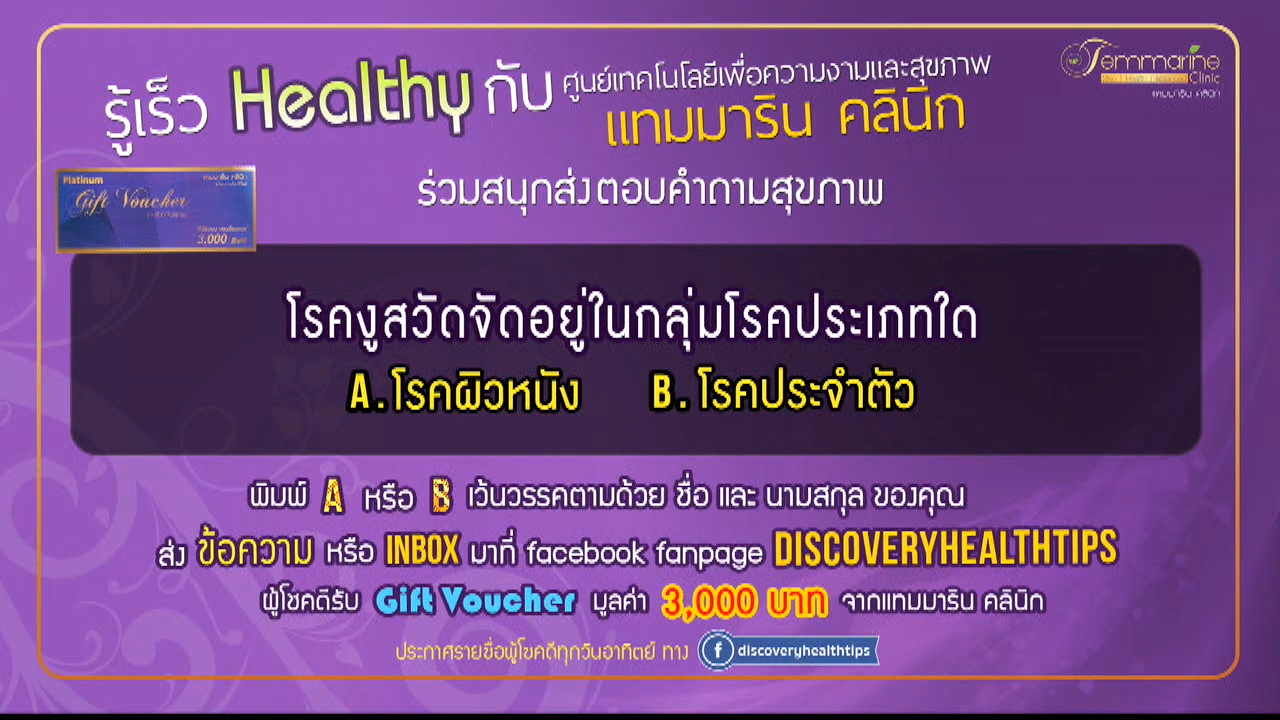 รู้เร็ว Healthy กับ ศูนย์เทคโนโลยีเพื่อความงามและสุขภาพ
แทมมาริน คลินิก
Temmarine
Clinic
แทมมาริน คลินิก
Platinum
Gift Voucher
3,000
ร่วมสนุกส่งตอบคำถามสุขภาพ
โรคงูสวัดจัดอยู่ในกลุ่มโรคประเภทใด
A.โรคผิวหนัง B.โรคประจำตัว
พิมพ์ A หรือ B เว้นวรรคตามด้วย ชื่อ และ นามสกุล ของคุณ
ส่ง ข้อความ หรือ INBOX มาที่ facebook fanpage DISCOVERYHEALTHTIPS
ผู้โชคดีรับ Gift Voucher มูลค่า 3,000 บาท จากแทมมาริน คลินิก
ประกาศรายชื่อผู้โชคดีทุกวันอาทิตย์ ทาง f discoveryhealthtips